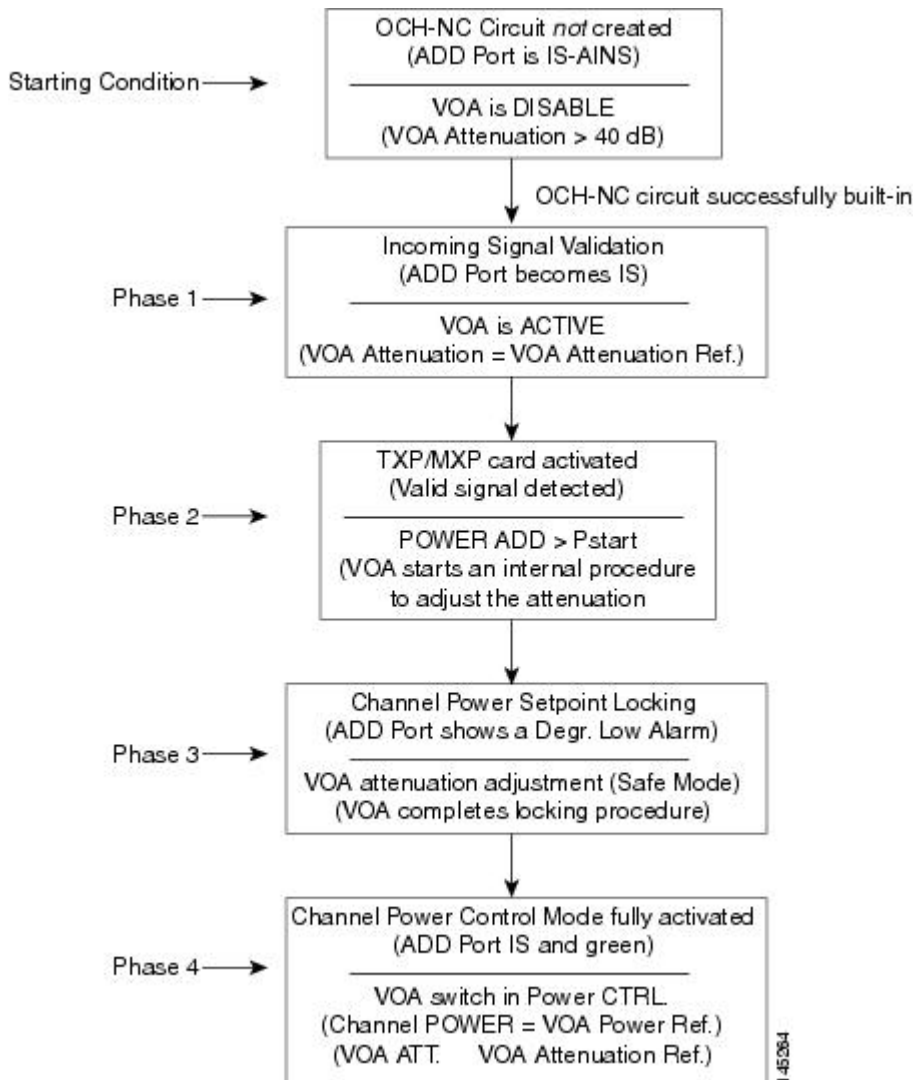 OCH-NC Circuit not created
(ADD Port is IS-AINS)
Starting Condition
VOA is DISABLE
(VOA Attenuation > 40 dB)
OCH-NC circuit successfully built-in
Incoming Signal Validation
(ADD Port becomes IS)
Phase 1
VOA is ACTIVE
(VOA Attenuation = VOA Attenuation Ref.)
TXP/MXP card activated
(Valid signal detected)
Phase 2
POWER ADD > Pstart
(VOA starts an internal procedure
to adjust the attenuation
Channel Power Setpoint Locking
(ADD Port shows a Degr. Low Alarm)
Phase 3
VOA attenuation adjustment (Safe Mode)
(VOA completes locking procedure)
Channel Power Control Mode fully activated
(ADD Port IS and green)
Phase 4
VOA switch in Power CTRL.
(Channel POWER = VOA Power Ref.)
(VOA ATT. VOA Attenuation Ref.)
145264